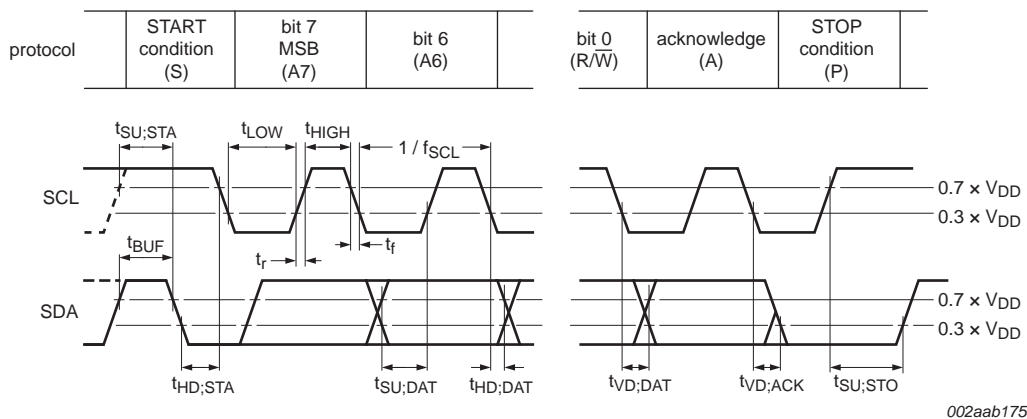 protocol
START
condition
(S)
bit 7
MSB
(A7)
bit 6
(A6)
bit 0
(R/W)
acknowledge
(A)
STOP
condition
(P)
tSU;STA
tLOW
tHIGH
1 / fSCL
SCL
0.7 × VDD
0.3 × VDD
tBUF
tr
tf
SDA
0.7 × VDD
0.3 × VDD
tHD;STA
tSU;DAT
tHD;DAT
tVD;DAT
tVD;ACK
tSU;STO
002aab175